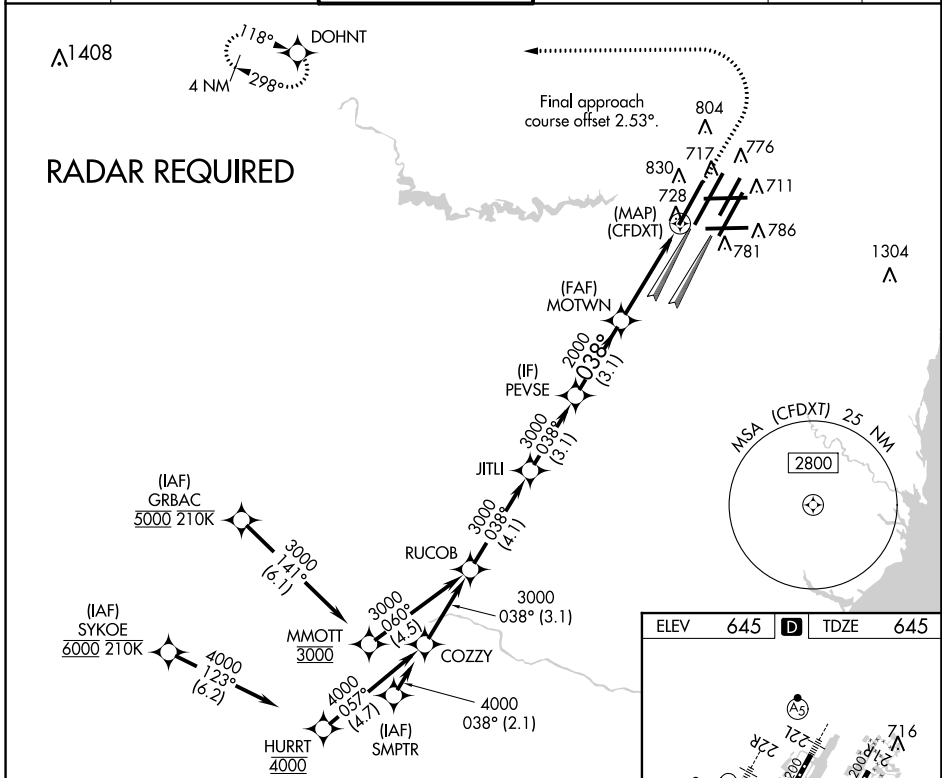 DOHNT
118°
1408
4 NM
298°
Final approach
course offset 2.53°.
804
RADAR REQUIRED
717
776
830
711
728
(MAP)
(CFDXT)
786
781
1304
(FAF)
MOTWN
2000
038°
(3.1)
(IF)
PEVSE
MSA (CFDXT) 25 NM
2800
3000
038°
(3.1)
JITLI
(IAF)
GRBAC
5000 210K
3000
038°
(4.1)
3000
141°
(6.1)
RUCOB
3000
038° (3.1)
3000
060°
(4.5)
(IAF)
SYKOE
6000 210K
MMOTT
3000
COZZY
4000
123°
(6.2)
4000
057°
(4.7)
4000
038° (2.1)
(IAF)
SMPTR
HURRT
4000
ELEV 645 D TDZE 645
A5
716
22R
22L
21R
200
200